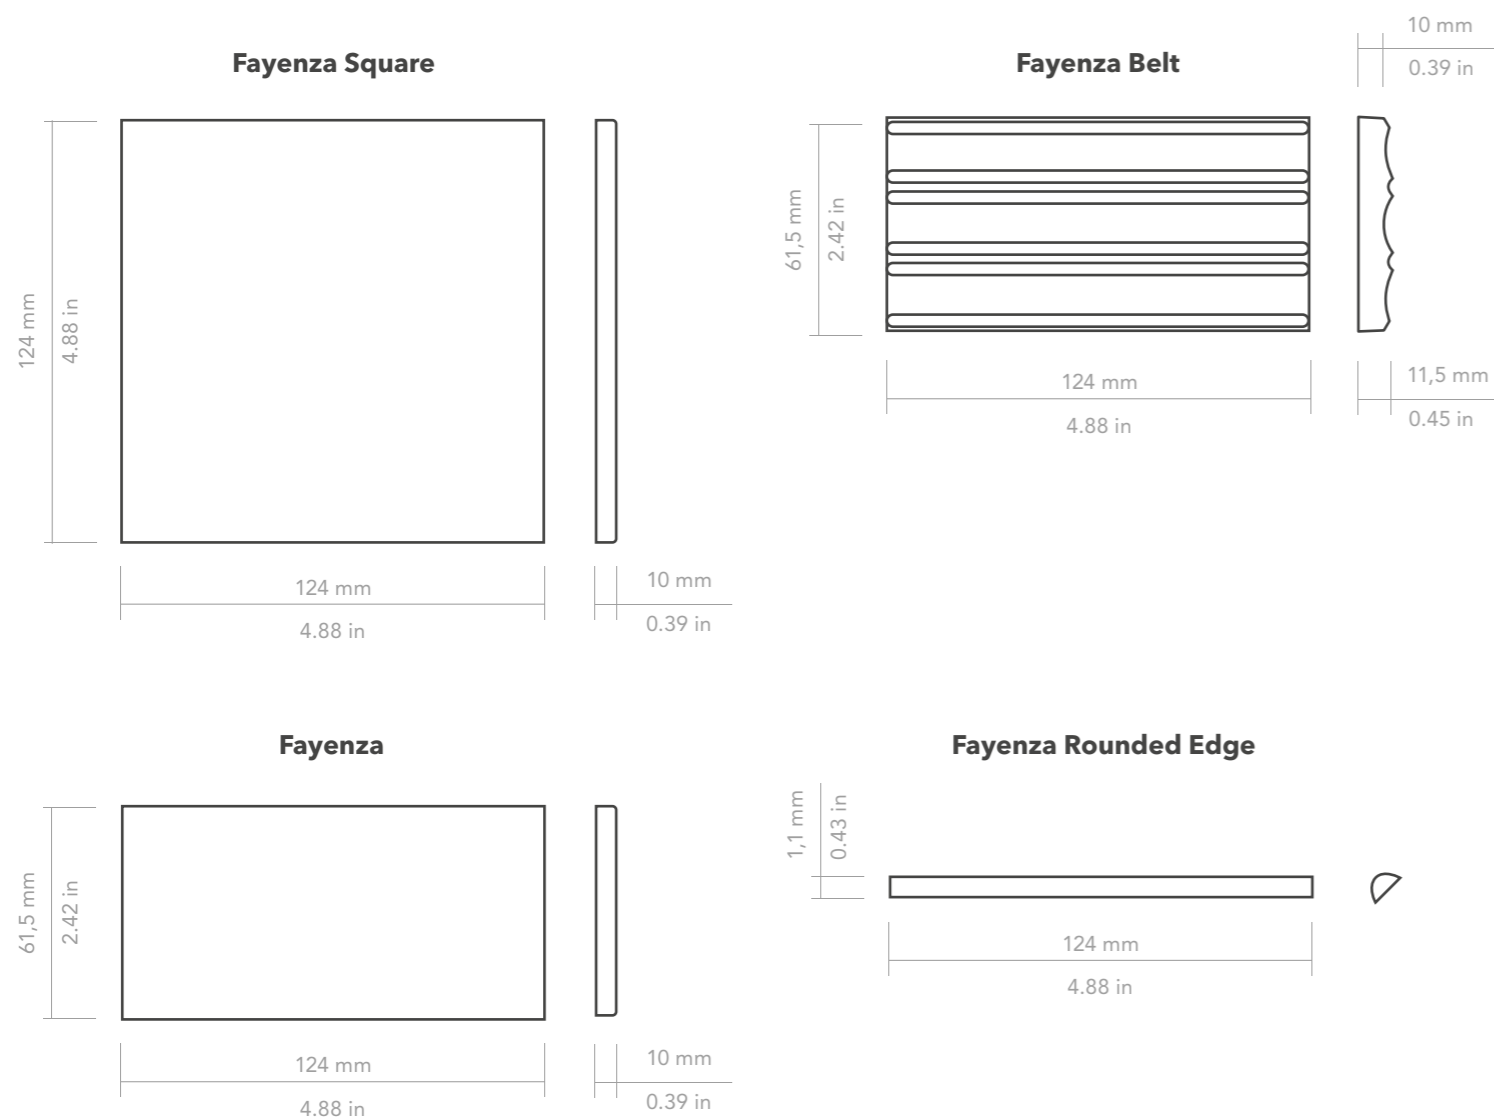 Fayenza Square
124 mm
4.88 in
124 mm
4.88 in
10 mm
0.39 in
Fayenza Belt
10 mm
0.39 in
61,5 mm
2.42 in
124 mm
4.88 in
11,5 mm
0.45 in
Fayenza
61,5 mm
2.42 in
124 mm
4.88 in
10 mm
0.39 in
Fayenza Rounded Edge
1,1 mm
0.43 in
124 mm
4.88 in